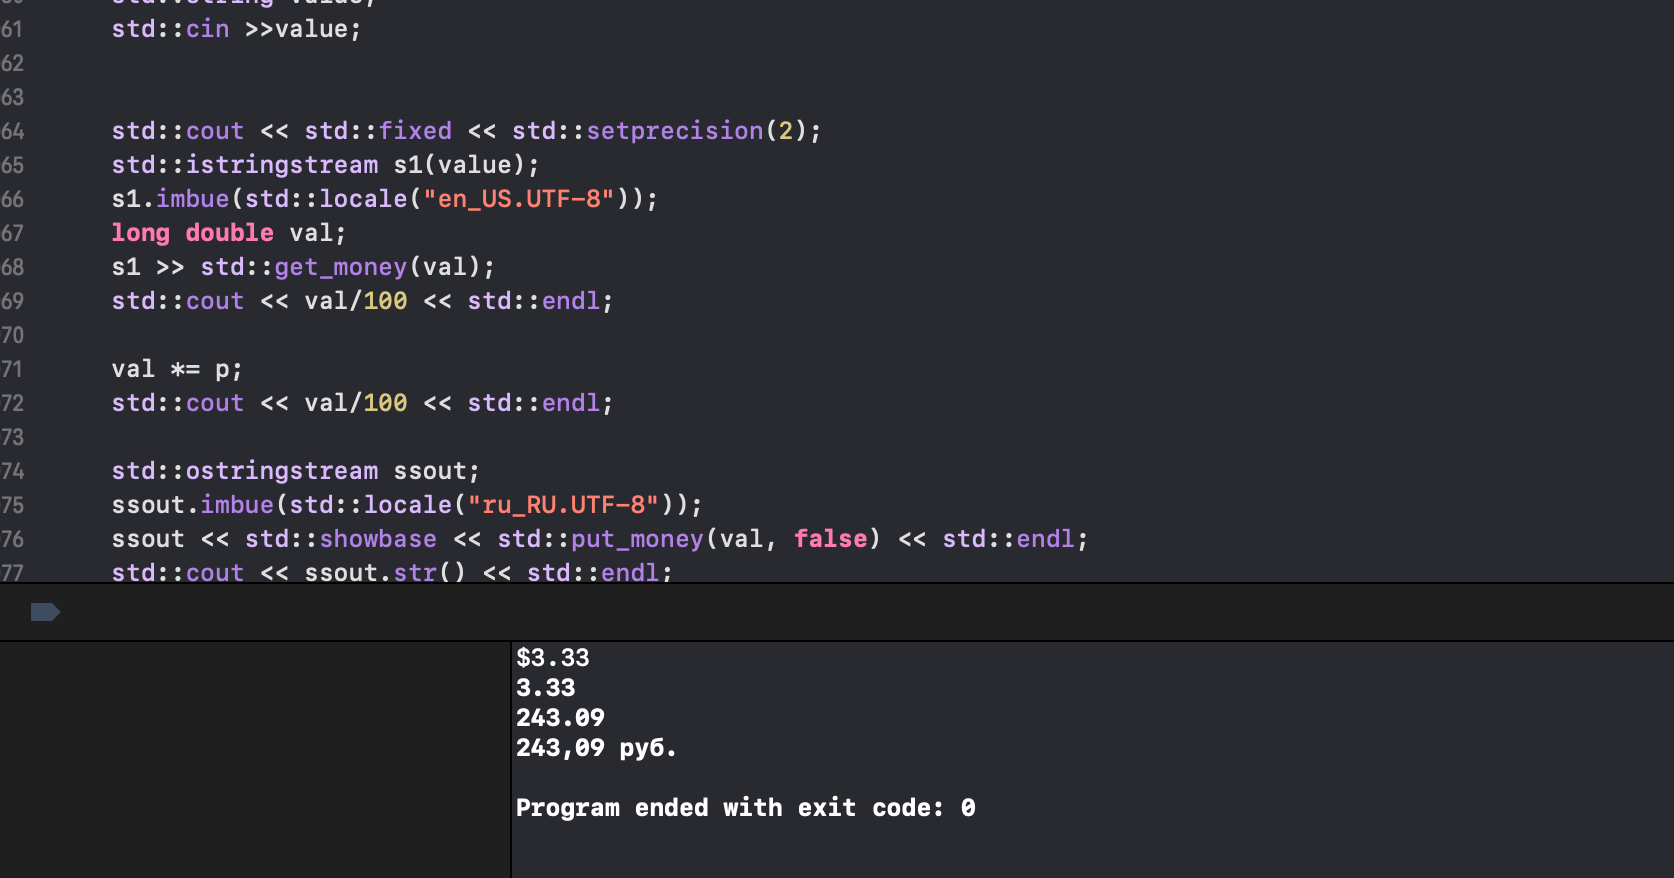 std::string value;
61 std::cin >>value;
62
63
64 std::cout << std::fixed << std::setprecision(2);
65 std::istringstream s1(value);
66 s1.imbue(std::locale("en_US.UTF-8"));
67 long double val;
68 s1 >> std::get_money(val);
69 std::cout << val/100 << std::endl;
70
71 val *= p;
72 std::cout << val/100 << std::endl;
73
74 std::ostringstream ssout;
75 ssout.imbue(std::locale("ru_RU.UTF-8"));
76 ssout << std::showbase << std::put_money(val, false) << std::endl;
77 std::cout << ssout.str() << std::endl;
$3.33
3.33
243.09
243,09 руб.
Program ended with exit code: 0